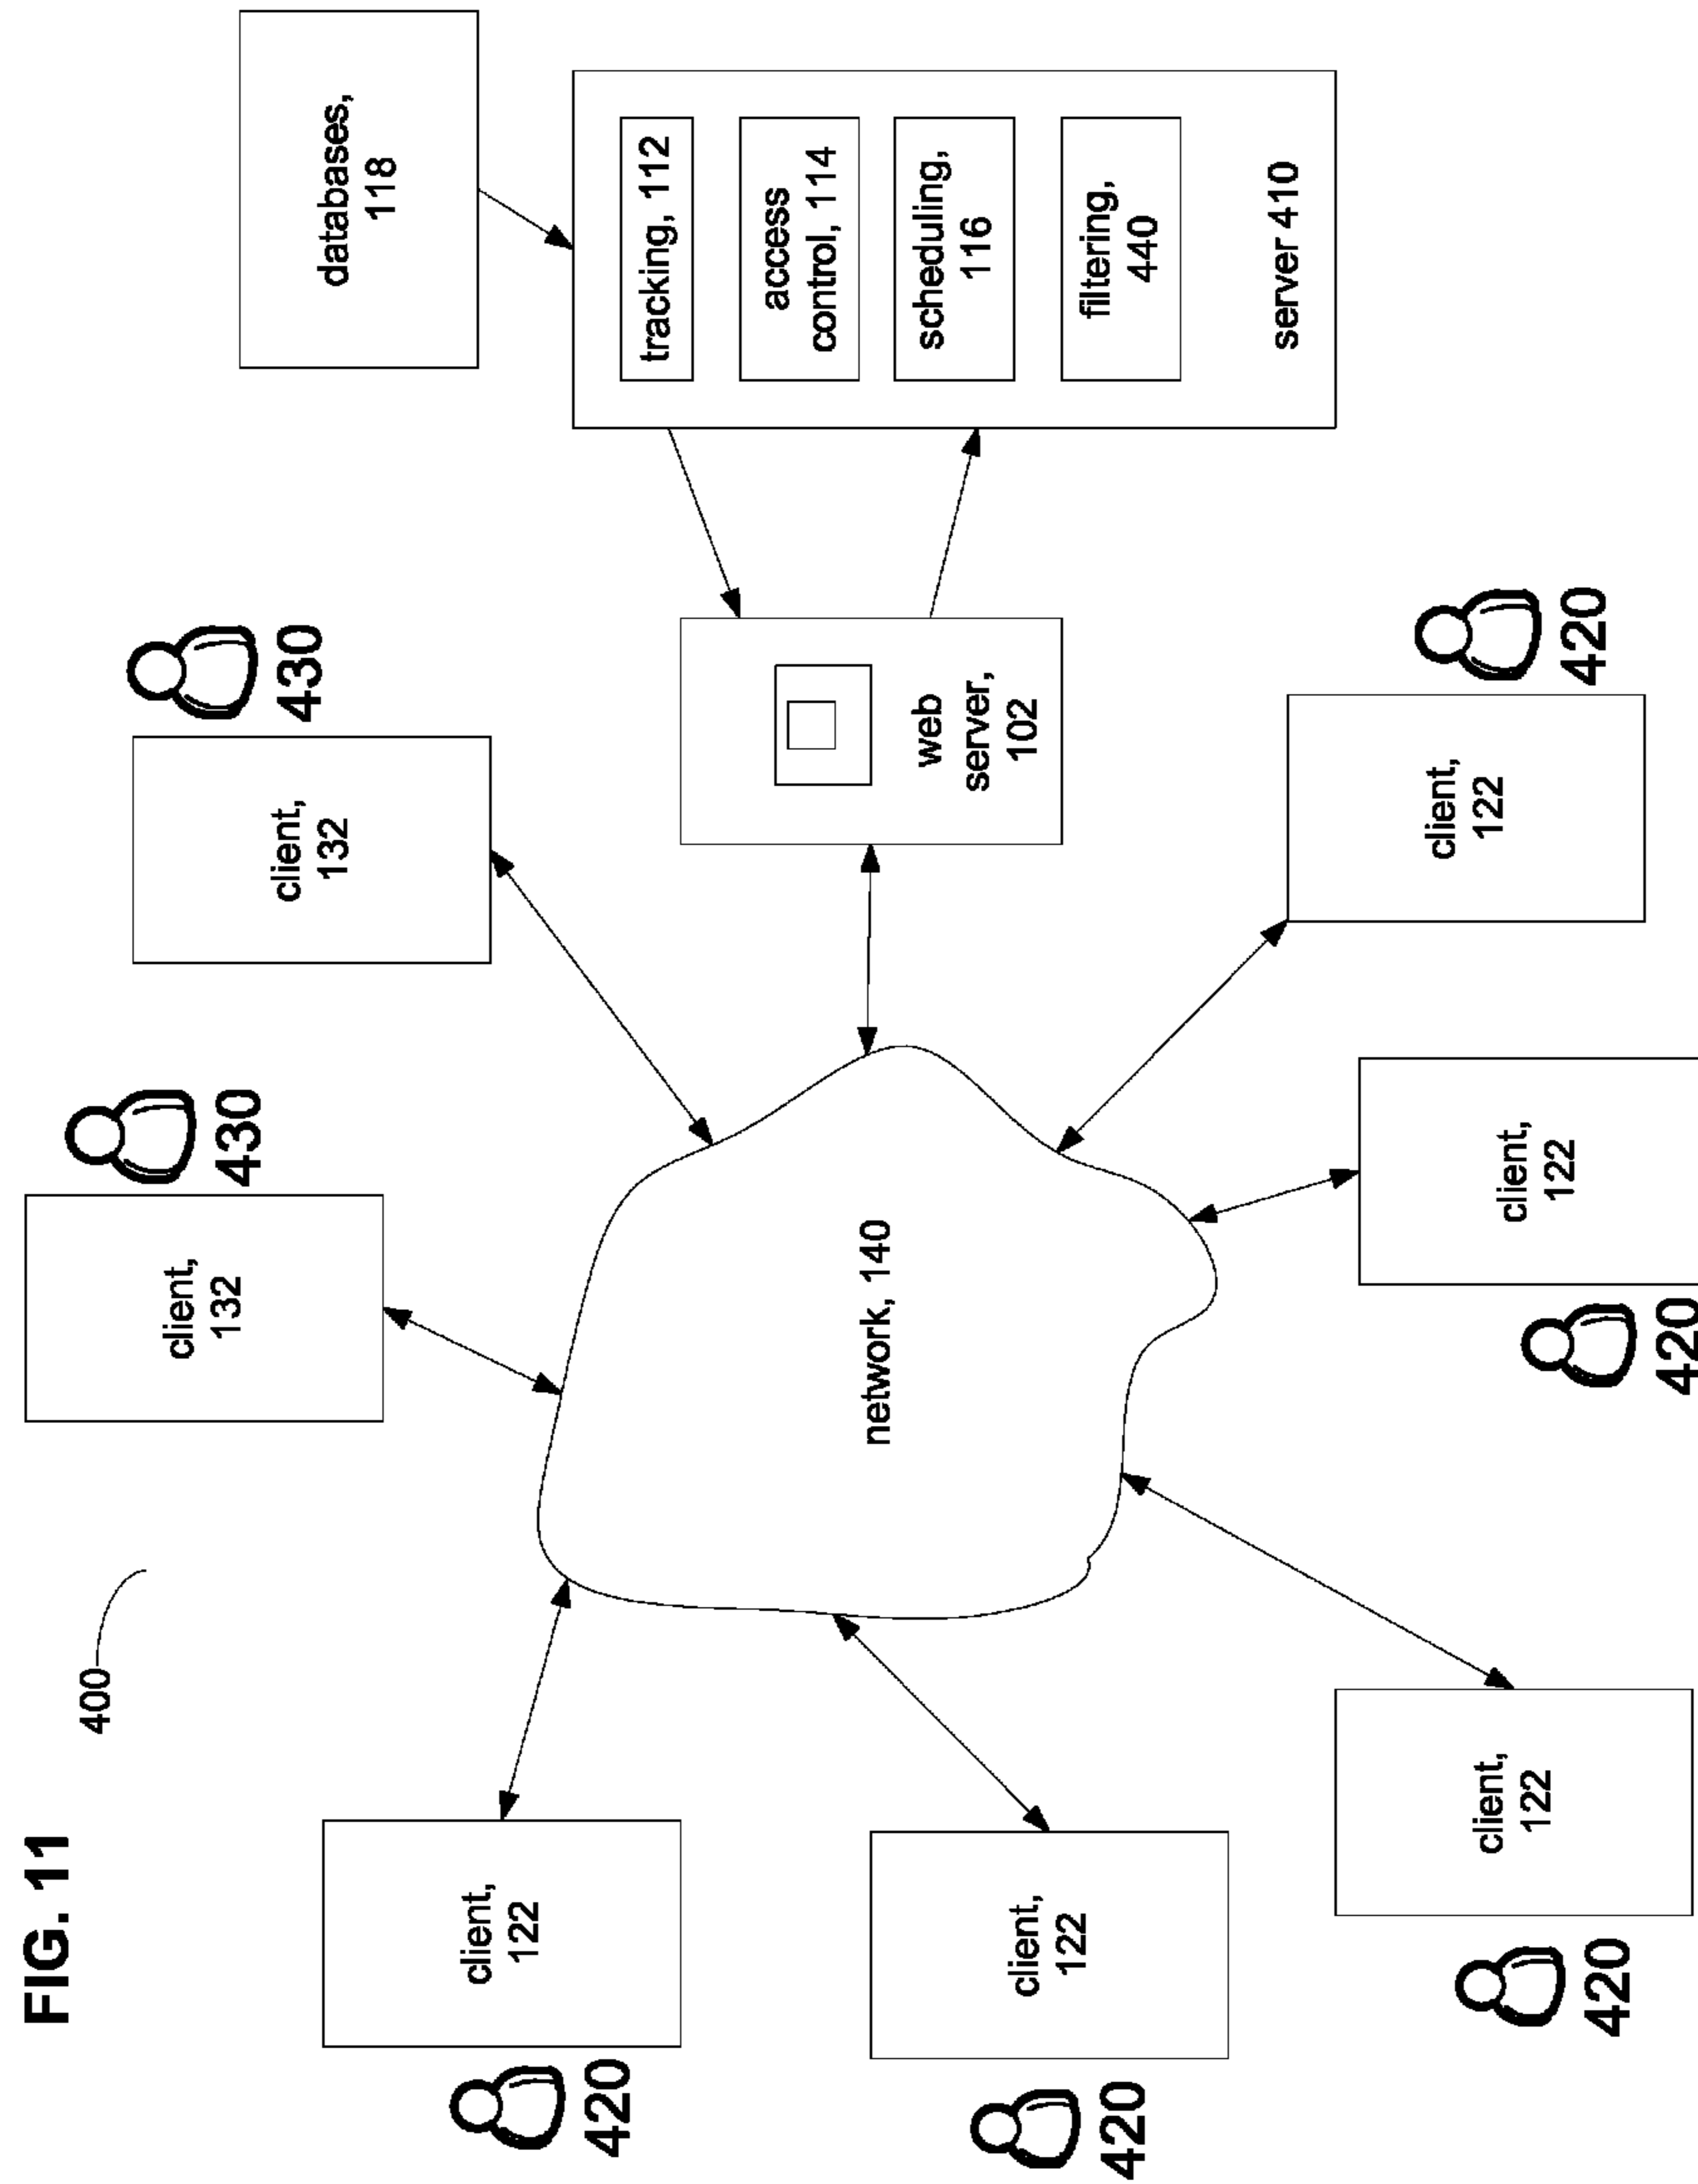 FIG. 11
400
client,
132
430
client,
132
430
databases,
118
tracking, 112
access
control, 114
scheduling,
116
filtering,
440
server 410
web
server,
102
network, 140
client,
122
420
client,
122
420
client,
122
420
client,
122
420
client,
122
420